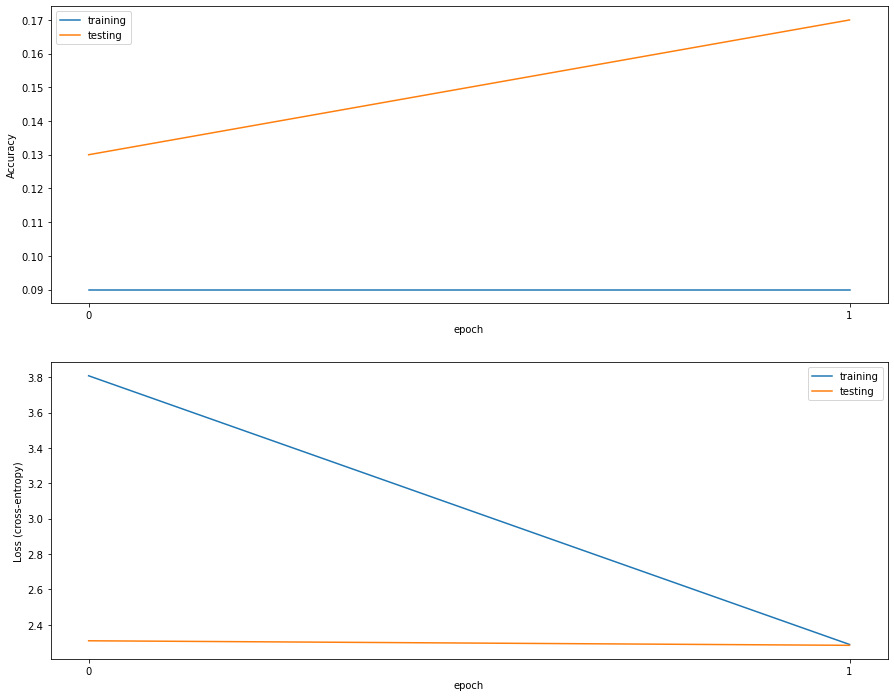 training
testing
0.17
0.16
0.15
0.14
0.13
0.12
0.11
0.10
0.09
Accuracy
0
1
epoch
training
testing
3.8
3.6
3.4
3.2
3.0
2.8
2.6
2.4
Loss (cross-entropy)
0
1
epoch